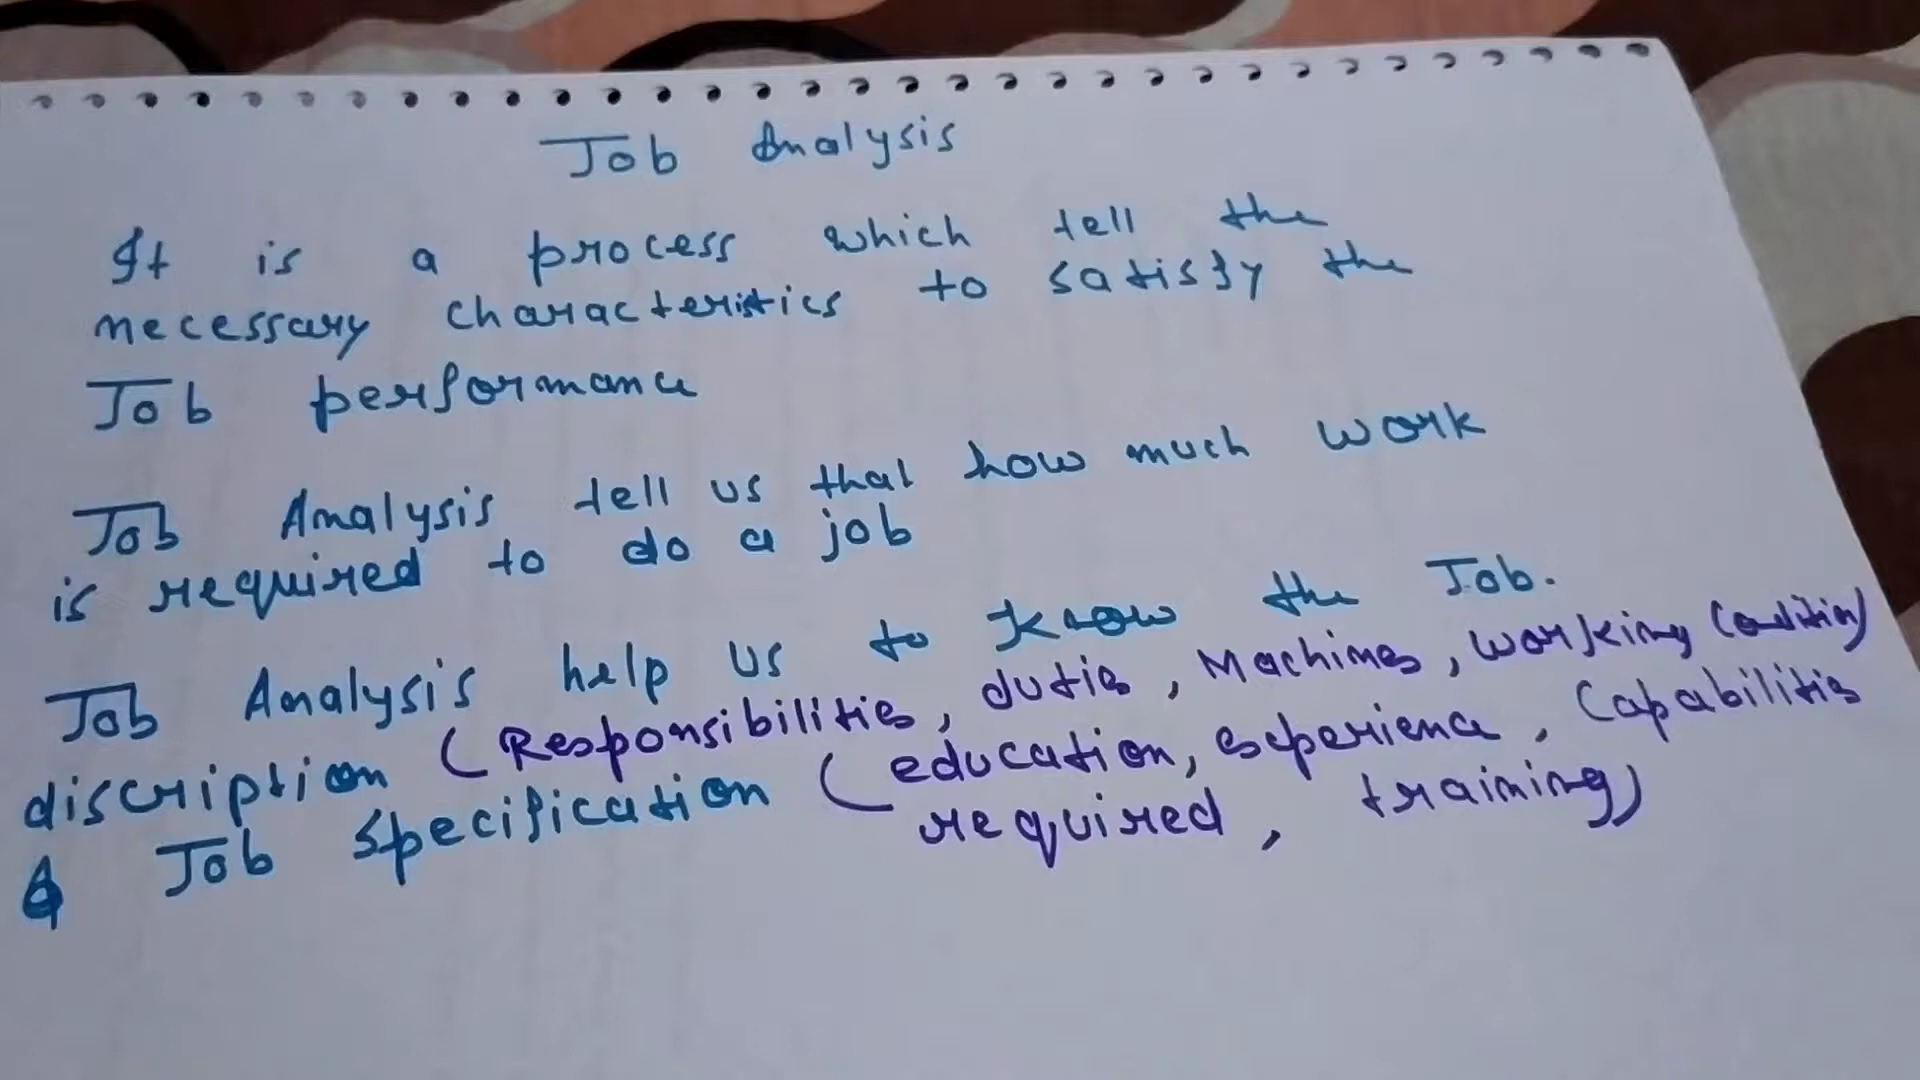 Job Analysis
It is a process which tell the
necessary characteristics to satisfy the
Job performance
Job Analysis tell us that how much work
is required to do a job
Job Analysis help us to know the Job.
discription (Responsibilities, duties, Machines, working Condition)
& Job specification (education, experience, Capabilities
required, training)